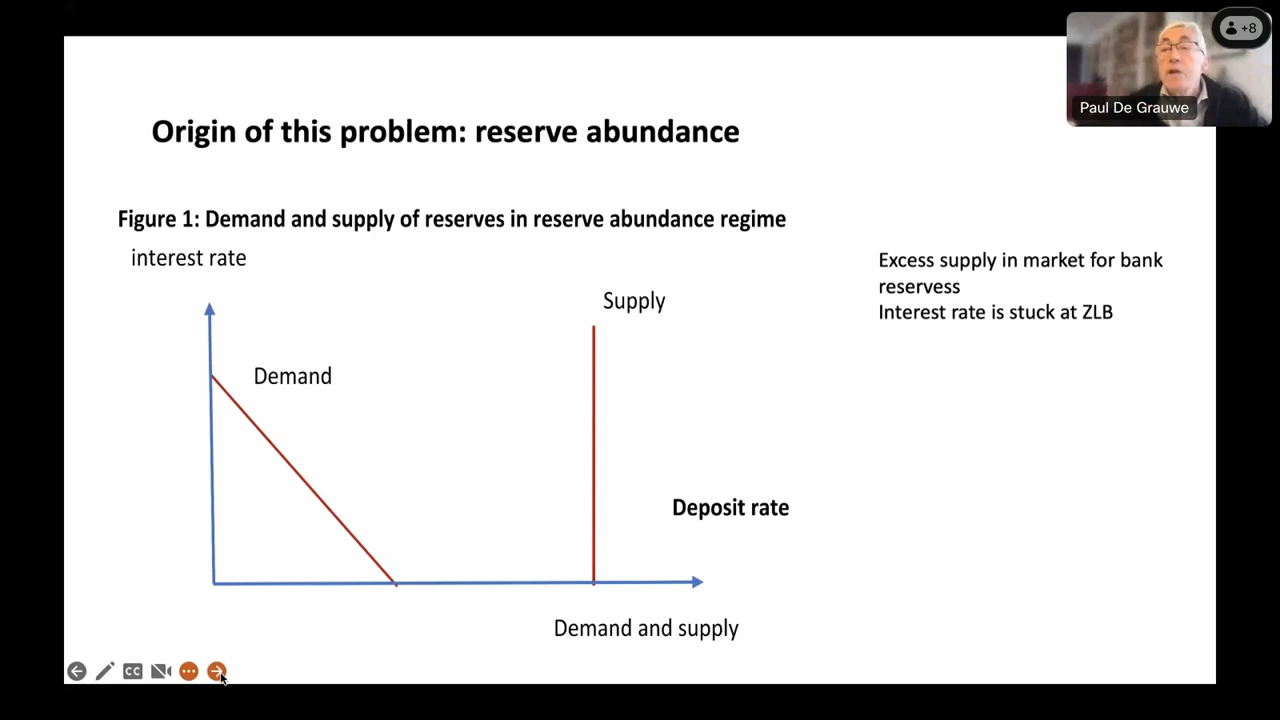 +8
Paul De Grauwe
Origin of this problem: reserve abundance
Figure 1: Demand and supply of reserves in reserve abundance regime
interest rate
Excess supply in market for bank
reservess
Interest rate is stuck at ZLB
Supply
Demand
Deposit rate
Demand and supply
CC